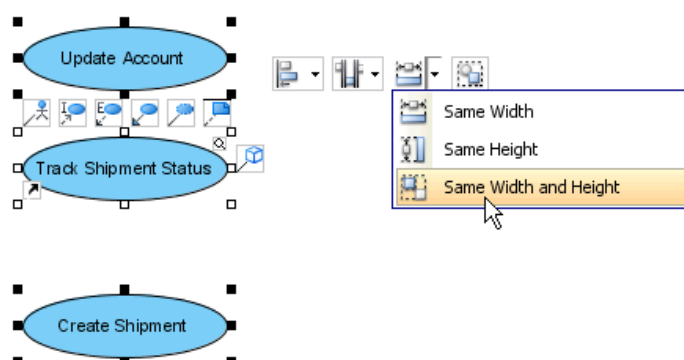 Update Account
Same Width
Same Height
Track Shipment Status
Same Width and Height
Create Shipment